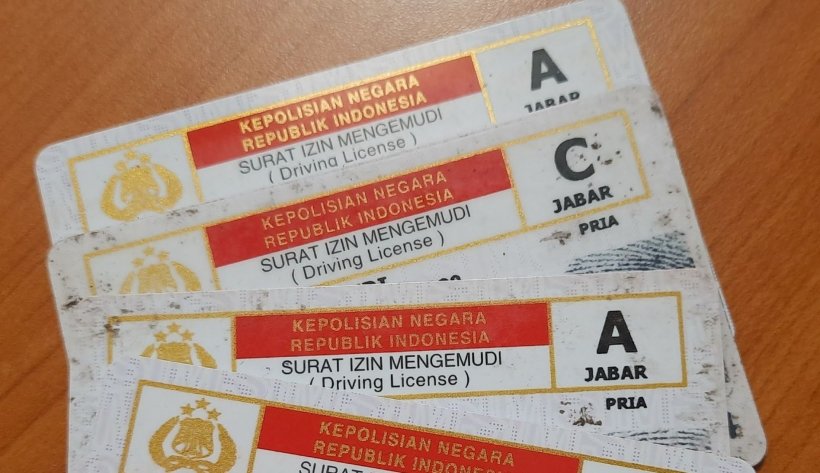 KEPOLISIAN NEGARA
REPUBLIK INDONESIA
SURAT IZIN MENGEMUDI
( Driving License )
A
JABAR
KEPOLISIAN NEGARA
REPUBLIK INDONESIA
SURAT IZIN MENGEMUDI
( Driving License )
C
JABAR
PRIA
KEPOLISIAN NEGARA
REPUBLIK INDONESIA
SURAT IZIN MENGEMUDI
( Driving License )
A
JABAR
PRIA
KEPOLISIAN NEGARA
REPUBLIK INDONESIA